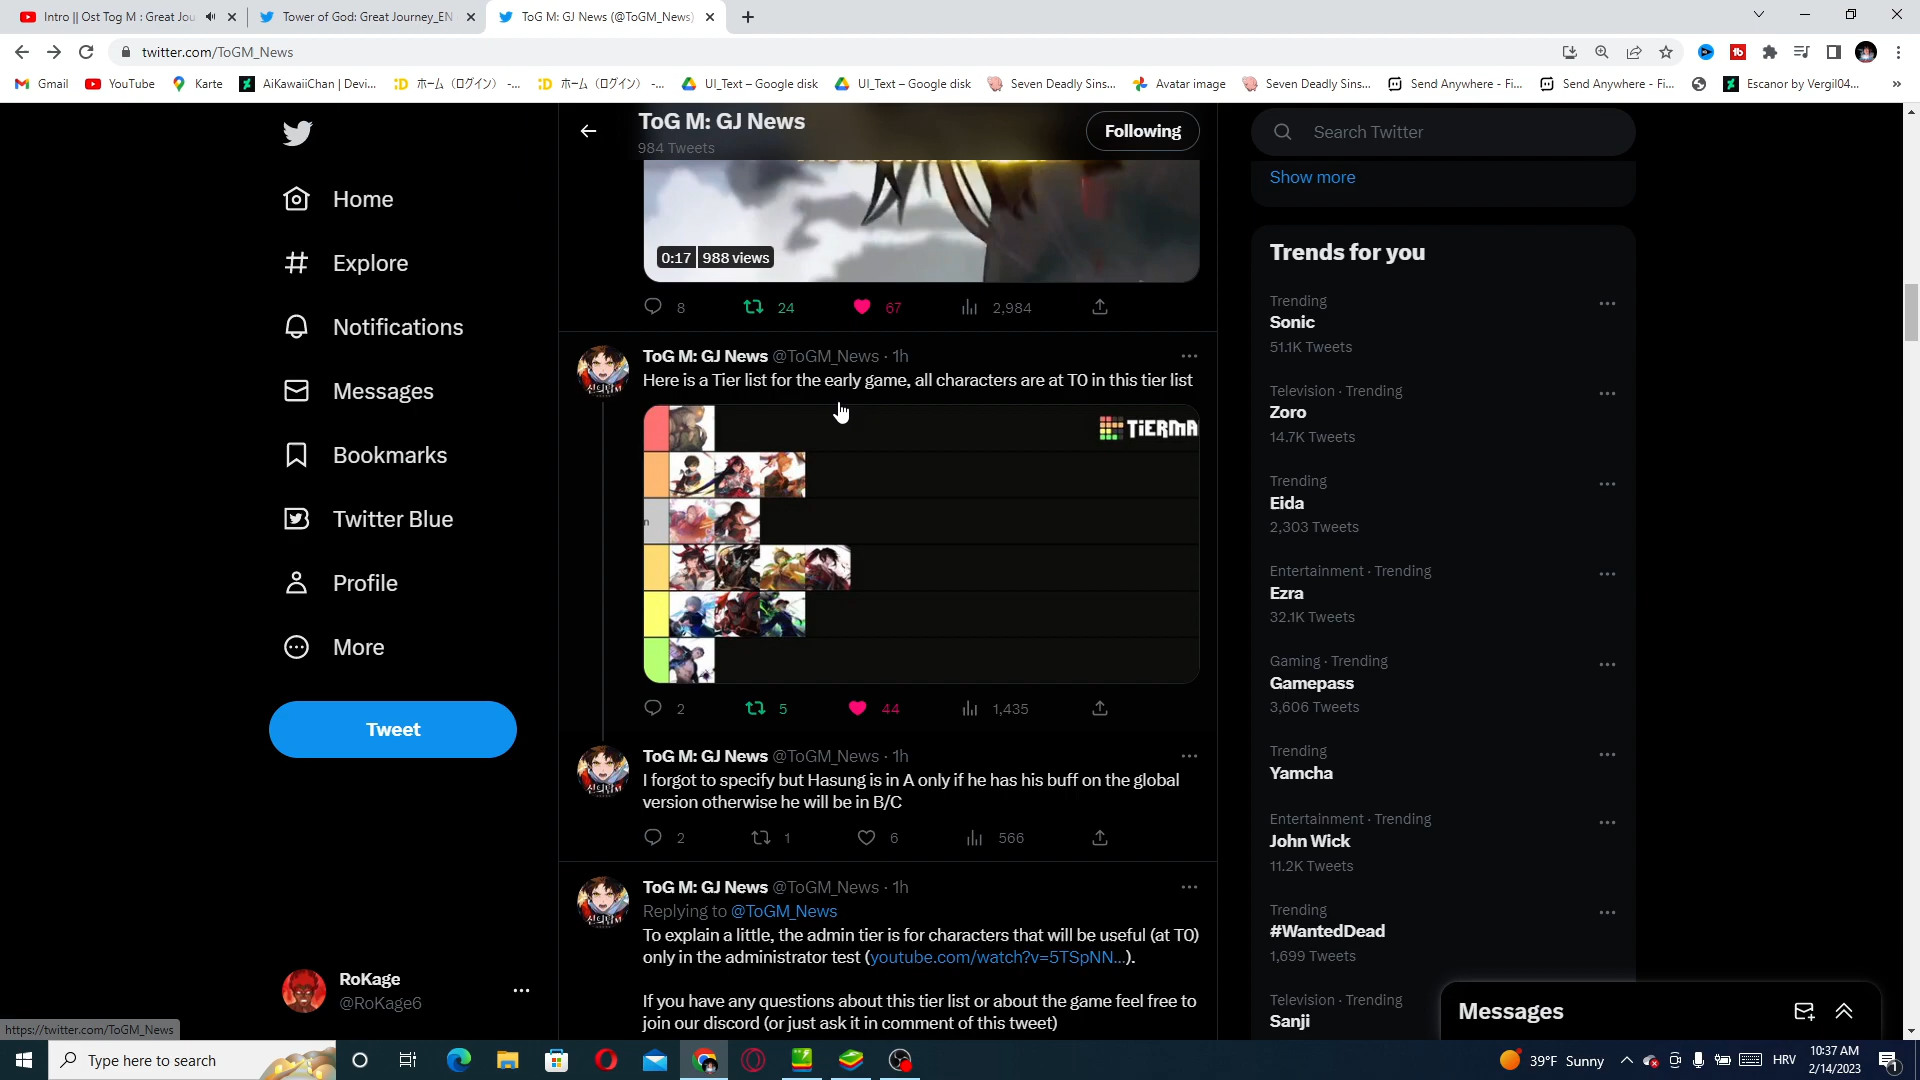 Intro || Ost Tog M : Great Jou
Tower of God: Great Journey_EN
ToG M: GJ News (@ToGM_News)
twitter.com/ToGM_News
Gmail
YouTube
Karte
AiKawaiiChan | Devi...
ホーム（ログイン） -...
ホーム（ログイン） -...
UI_Text – Google disk
UI_Text – Google disk
Seven Deadly Sins...
Avatar image
Seven Deadly Sins...
Send Anywhere - Fi...
Send Anywhere - Fi...
Escanor by Vergil04...
Home
Explore
Notifications
Messages
Bookmarks
Twitter Blue
Profile
More
Tweet
RoKage
@RoKage6
https://twitter.com/ToGM_News
ToG M: GJ News
984 Tweets
Following
0:17 988 views
8 24 67 2,984
ToG M: GJ News @ToGM_News · 1h
Here is a Tier list for the early game, all characters are at T0 in this tier list
TiERMA
n
2 5 44 1,435
ToG M: GJ News @ToGM_News · 1h
I forgot to specify but Hasung is in A only if he has his buff on the global
version otherwise he will be in B/C
2 1 6 566
ToG M: GJ News @ToGM_News · 1h
Replying to @ToGM_News
To explain a little, the admin tier is for characters that will be useful (at T0)
only in the administrator test (youtube.com/watch?v=5TSpNN...).
If you have any questions about this tier list or about the game feel free to
join our discord (or just ask it in comment of this tweet)
Search Twitter
Show more
Trends for you
Trending
Sonic
51.1K Tweets
Television · Trending
Zoro
14.7K Tweets
Trending
Eida
2,303 Tweets
Entertainment · Trending
Ezra
32.1K Tweets
Gaming · Trending
Gamepass
3,606 Tweets
Trending
Yamcha
Entertainment · Trending
John Wick
11.2K Tweets
Trending
#WantedDead
1,699 Tweets
Television · Trending
Sanji
Messages
Type here to search
39°F Sunny
HRV
10:37 AM
2/14/2023
1